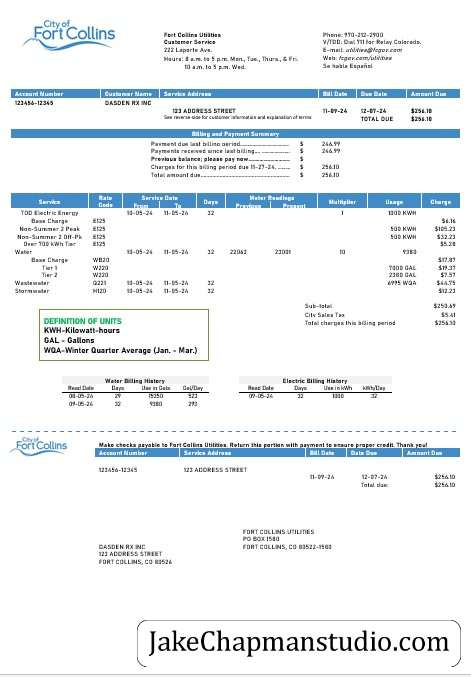 City of
Fort Collins
Fort Collins Utilities
Customer Service
222 Laporte Ave.
Hours: 8 a.m. to 5 p.m. Mon., Tue., Thurs., & Fri.
10 a.m. to 5 p.m. Wed.
Phone: 970-212-2900
V/TDD: Dial 711 for Relay Colorado.
E-mail. utilities@fcgov.com
Web: fcgov.com/utilities
Se hable Español
Account Number Customer Name Service Address Bill Date Due Date Amount Due
123456-12345 DASDEN RX INC
123 ADDRESS STREET 11-09-24 12-07-24 $256.10
See reverse-side for customer information and explanation of terms TOTAL DUE $256.10
Billing and Payment Summary
Payment due last billing period $ 246.99
Payments received since last billing $ 246.99
Previous balance; please pay now $
Charges for this billing period due 11-27-24 $ 256.10
Total amount due $ 256.10
Service Rate Code Service Date From To Days Meter Readings Previous Present Multiplier Usage Charge
TOD Electric Energy 10-05-24 11-05-24 32 1 1000 KWH
Base Charge E125 $6.16
Non-Summer 2 Peak E125 500 KWH $105.23
Non-Summer 2 Off-Pk E125 500 KWH $32.23
Over 700 kWh Tier E125 $5.28
Water 10-05-24 11-05-24 32 22062 23001 10 9380
Base Charge WB20 $17.87
Tier 1 W220 7000 GAL $19.37
Tier 2 W220 2380 GAL $7.57
Wastewater Q221 10-05-24 11-05-24 32 6995 WQA $44.75
Stormwater H120 10-05-24 11-05-24 32 $12.23
Sub-total $250.69
City Sales Tax $5.41
Total charges this billing period $256.10
DEFINITION OF UNITS
KWH-Kilowatt-hours
GAL - Gallons
WQA-Winter Quarter Average (Jan. - Mar.)
Water Billing History
Read Date Days Use in Gals Gal/Day
08-05-24 29 15350 523
09-05-24 32 9380 293
Electric Billing History
Read Date Days Use in kWh kWh/Day
09-05-24 32 1000 32
City of
Fort Collins
Make checks payable to Fort Collins Utilities. Return this portion with payment to ensure proper credit. Thank you!
Account Number Service Address Bill Date Date Due Amount Due
123456-12345 123 ADDRESS STREET
11-09-24 12-07-24 $256.10
Total due: $256.10
FORT COLLINS UTILITIES
PO BOX 1580
FORT COLLINS, CO 80522-1580
DASDEN RX INC
123 ADDRESS STREET
FORT COLLINS, CO 80526
JakeChapmanstudio.com